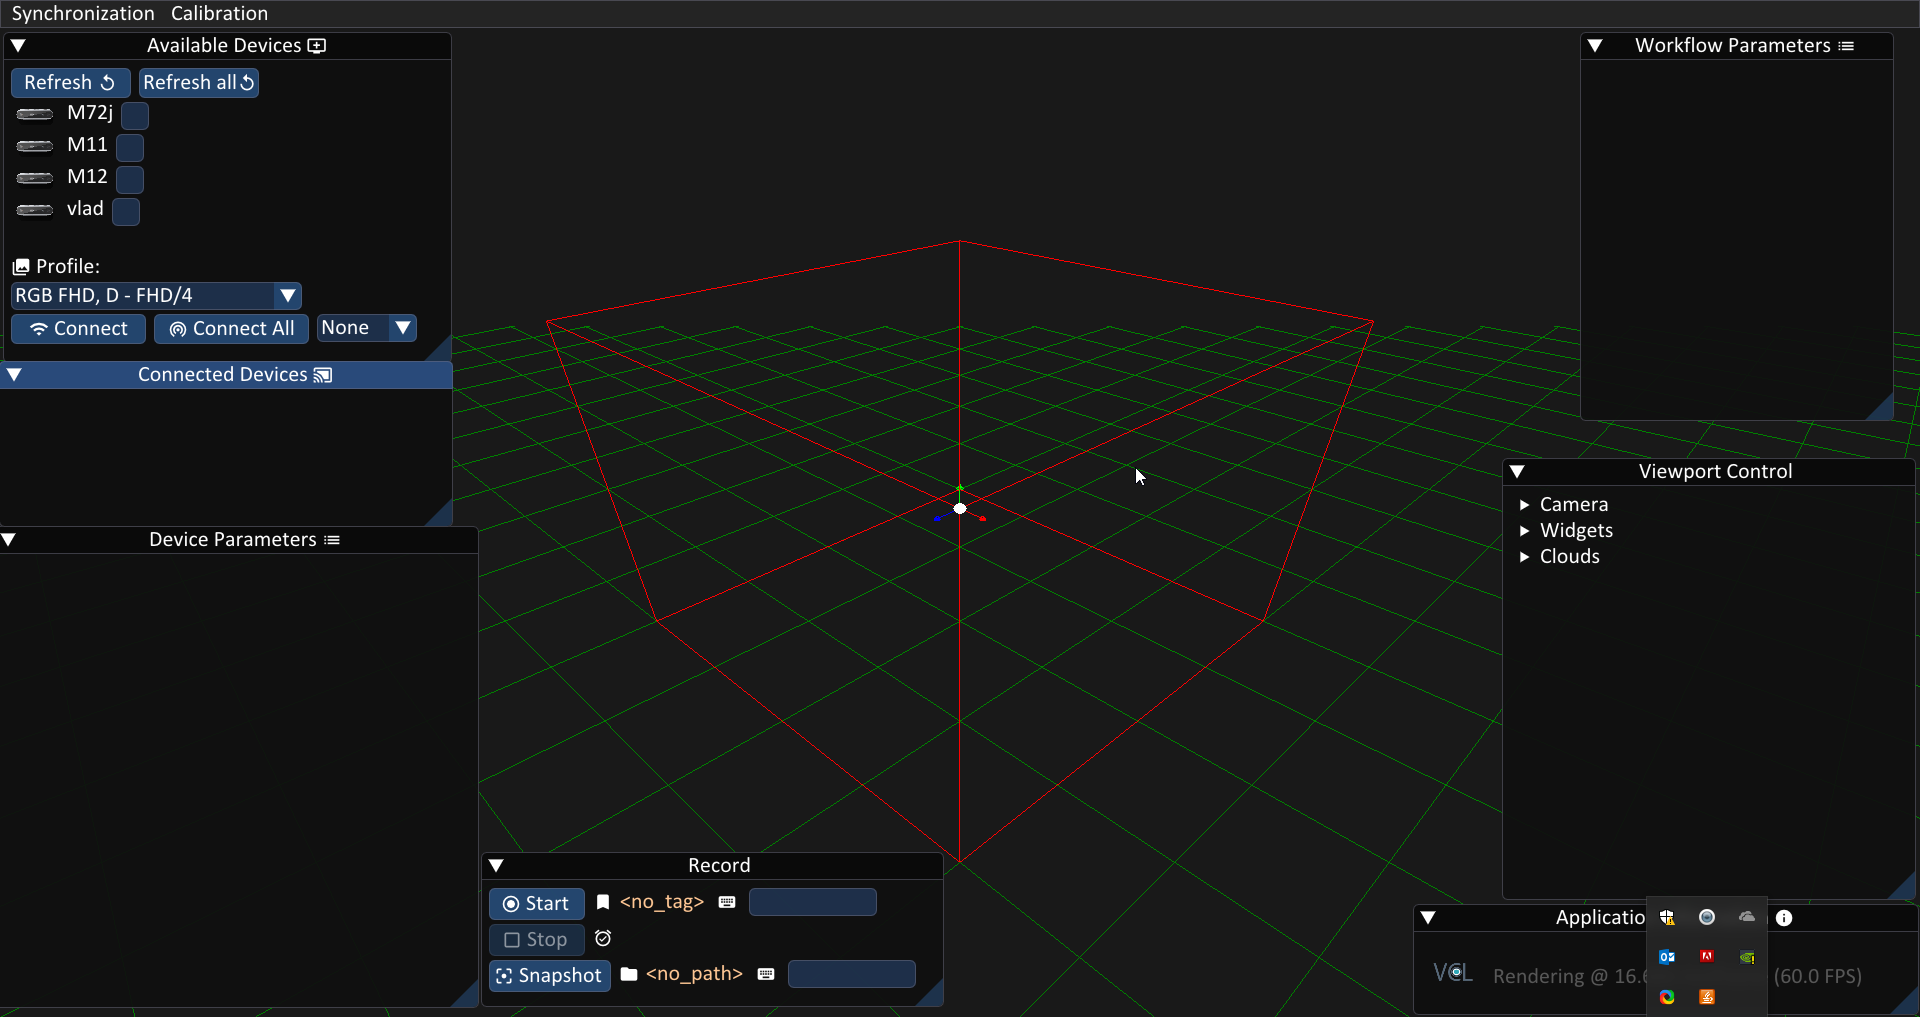 Synchronization Calibration
Available Devices
Refresh Refresh all
M72j
M11
M12
vlad
Profile:
RGB FHD, D - FHD/4
Connect Connect All None
Connected Devices
Device Parameters
Record
Start <no_tag>
Stop
Snapshot <no_path>
Workflow Parameters
Viewport Control
Camera
Widgets
Clouds
Applicatio
VCL Rendering @ 16.6 (60.0 FPS)